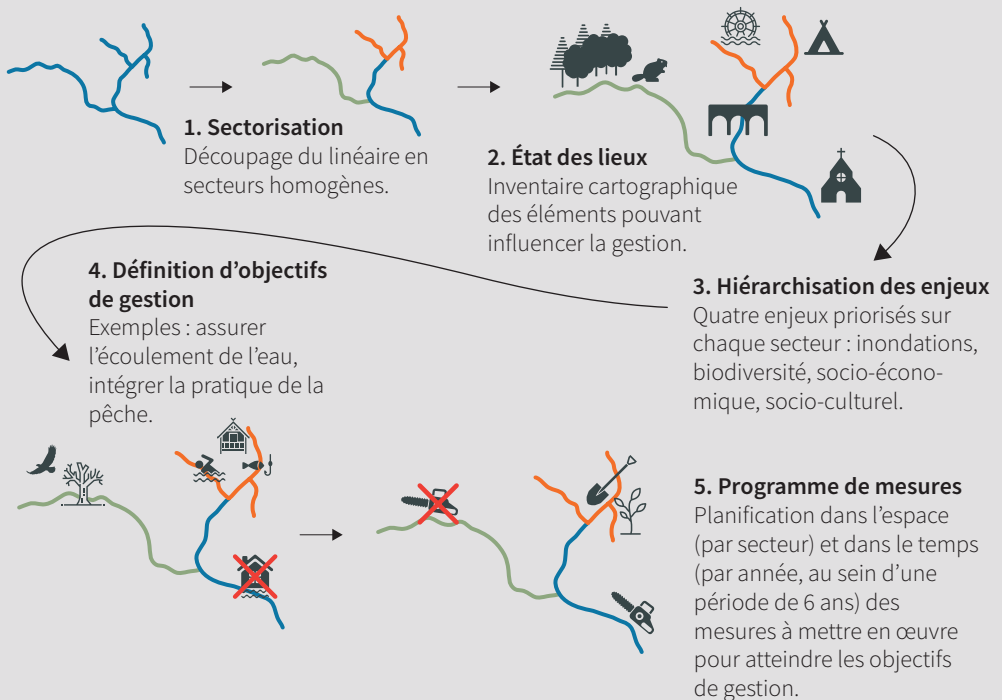 1. Sectorisation
Découpage du linéaire en
secteurs homogènes.
2. État des lieux
Inventaire cartographique
des éléments pouvant
influencer la gestion.
3. Hiérarchisation des enjeux
Quatre enjeux priorisés sur
chaque secteur : inondations,
biodiversité, socio-écono-
mique, socio-culturel.
4. Définition d’objectifs
de gestion
Exemples : assurer
l’écoulement de l’eau,
intégrer la pratique de la
pêche.
5. Programme de mesures
Planification dans l’espace
(par secteur) et dans le temps
(par année, au sein d’une
période de 6 ans) des
mesures à mettre en œuvre
pour atteindre les objectifs
de gestion.